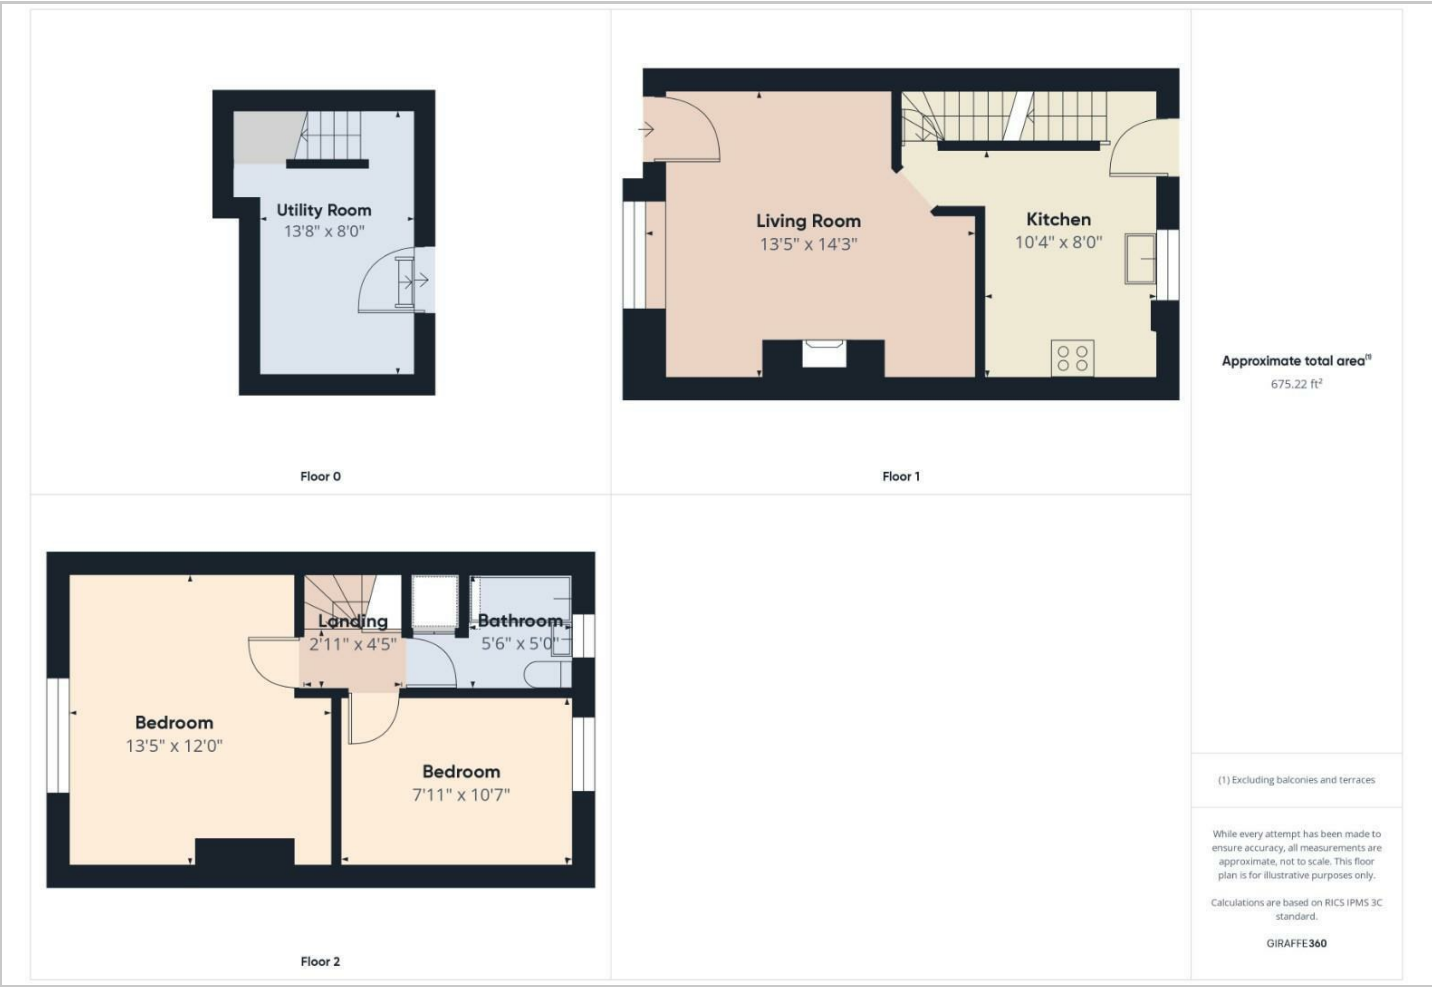 Utility Room
13'8" x 8'0"
Floor 0
Living Room
13'5" x 14'3"
Kitchen
10'4" x 8'0"
Floor 1
Approximate total area(1)
675.22 ft²
Landing
2'11" x 4'5"
Bathroom
5'6" x 5'0"
Bedroom
13'5" x 12'0"
Bedroom
7'11" x 10'7"
Floor 2
(1) Excluding balconies and terraces
While every attempt has been made to
ensure accuracy, all measurements are
approximate, not to scale. This floor
plan is for illustrative purposes only.
Calculations are based on RICS IPMS 3C
standard.
GIRAFFE360